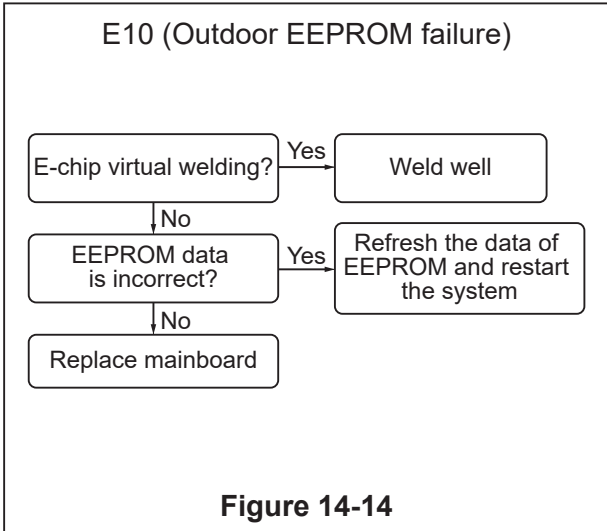 E10 (Outdoor EEPROM failure)
E-chip virtual welding?
Yes
Weld well
No
EEPROM data
is incorrect?
Yes
Refresh the data of
EEPROM and restart
the system
No
Replace mainboard
Figure 14-14